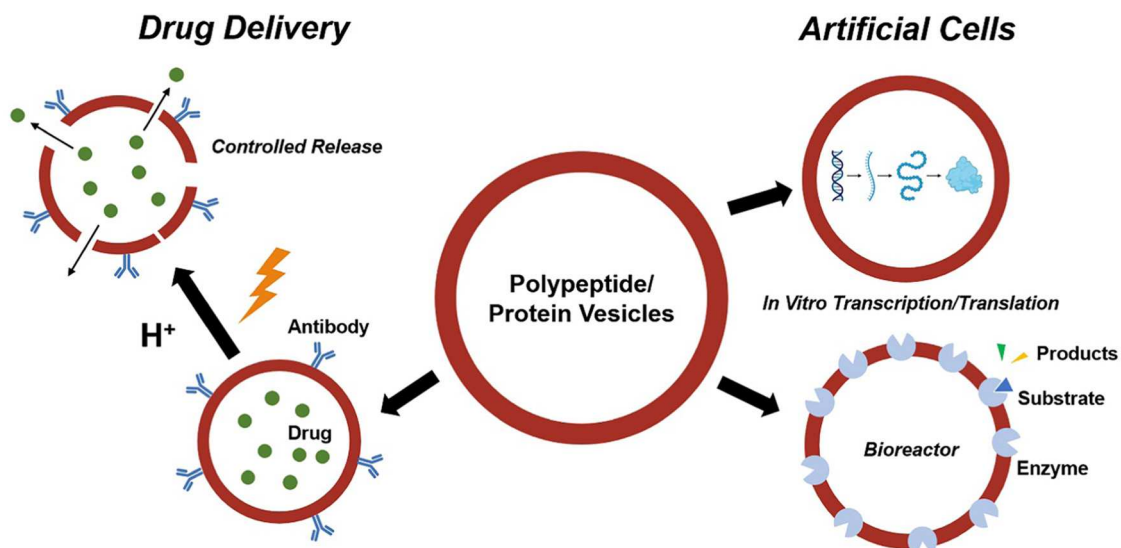 Drug Delivery
Controlled Release
H+
Antibody
Drug
Polypeptide/
Protein Vesicles
Artificial Cells
In Vitro Transcription/Translation
Products
Substrate
Bioreactor
Enzyme